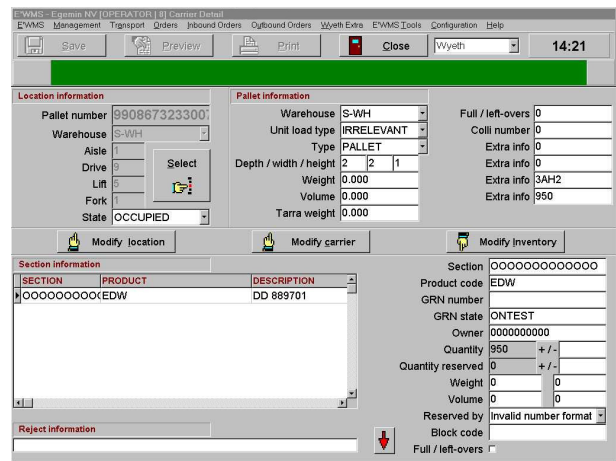 E'WMS - Egemin NV [OPERATOR | 8] Carrier Detail
E'WMS Management Transport Orders Inbound Orders Outbound Orders Wyeth Extra E'WMS Tools Configuration Help
Save Preview Print Close Wyeth 14:21
Location information
Pallet number 990867323300
Warehouse S-WH
Aisle 1
Drive 9
Lift 5
Fork 1
State OCCUPIED
Select
Pallet information
Warehouse S-WH
Unit load type IRRELEVANT
Type PALLET
Depth / width / height 2 2 1
Weight 0.000
Volume 0.000
Tarra weight 0.000
Full / left-overs 0
Colli number 0
Extra info 0
Extra info 0
Extra info 3AH2
Extra info 950
Modify location Modify carrier Modify Inventory
Section information
SECTION PRODUCT DESCRIPTION
OOOOOOOOOO EDW DD 889701
Section OOOOOOOOOOOOO
Product code EDW
GRN number
GRN state ONTEST
Owner 0000000000
Quantity 950 + / -
Quantity reserved 0 + / -
Weight 0 0
Volume 0 0
Reserved by Invalid number format
Block code
Full / left-overs
Reject information